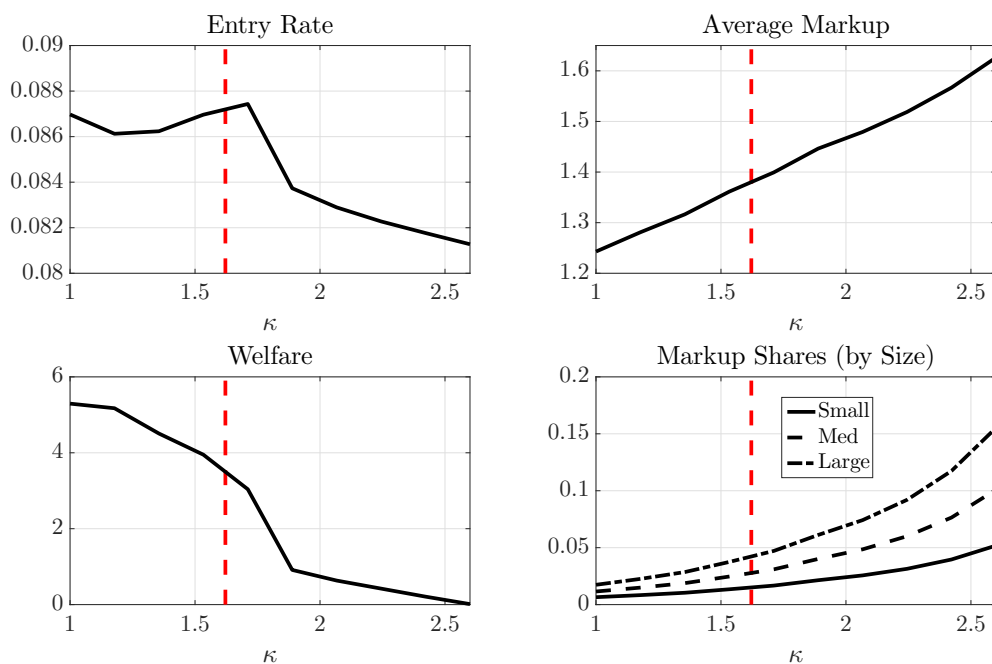 Entry Rate
0.09
0.088
0.086
0.084
0.082
0.08
1 1.5 2 2.5
κ
Average Markup
1.6
1.5
1.4
1.3
1.2
1 1.5 2 2.5
κ
Welfare
6
4
2
0
1 1.5 2 2.5
κ
Markup Shares (by Size)
0.2
0.15
0.1
0.05
0
Small
Med
Large
1 1.5 2 2.5
κ